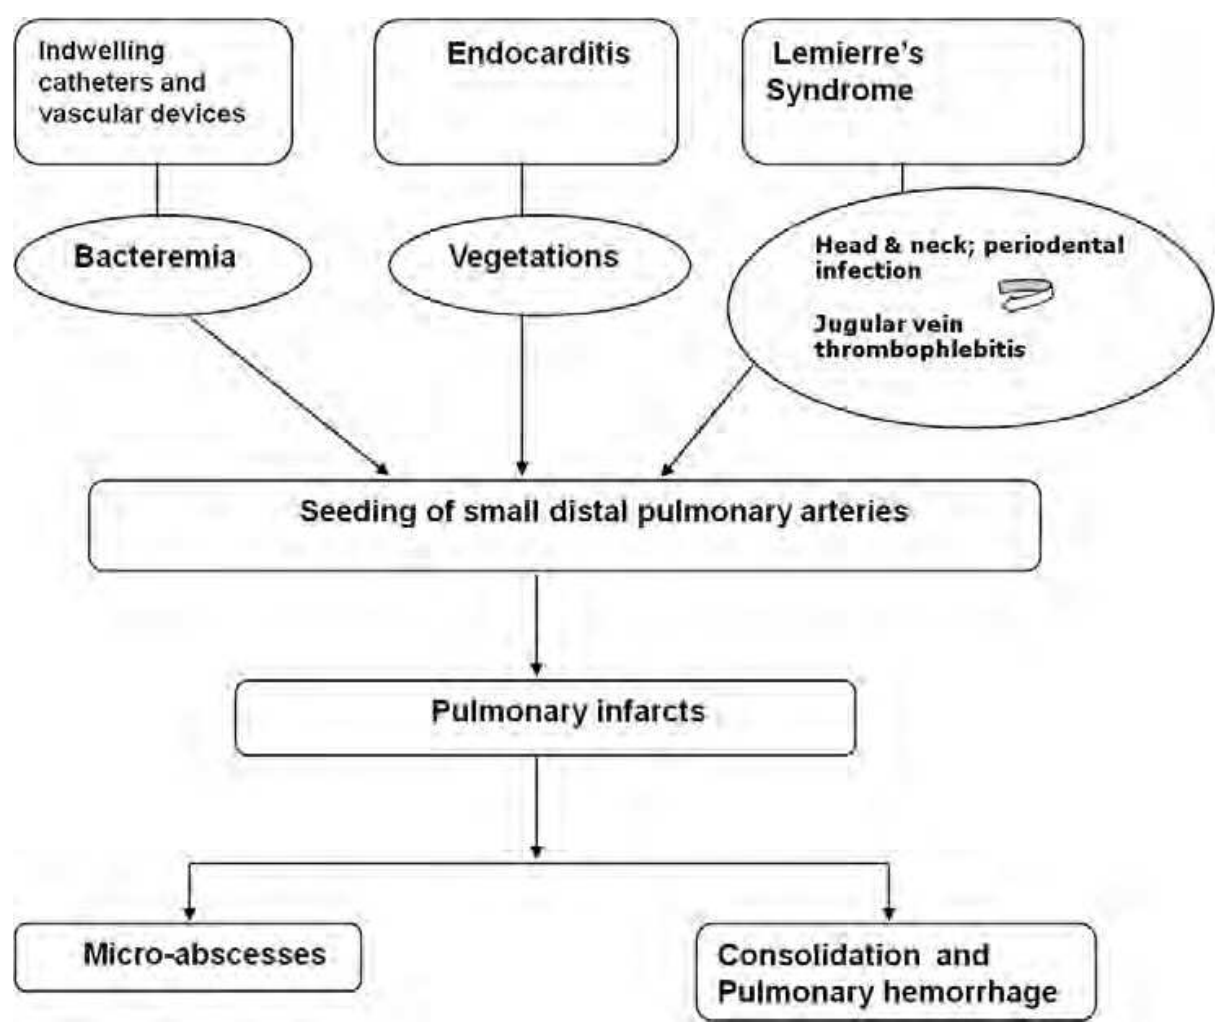 Indwelling
catheters and
vascular devices
Endocarditis
Lemierre's
Syndrome
Bacteremia
Vegetations
Head & neck; periodental
infection
Jugular vein
thrombophlebitis
Seeding of small distal pulmonary arteries
Pulmonary infarcts
Micro-abscesses
Consolidation and
Pulmonary hemorrhage